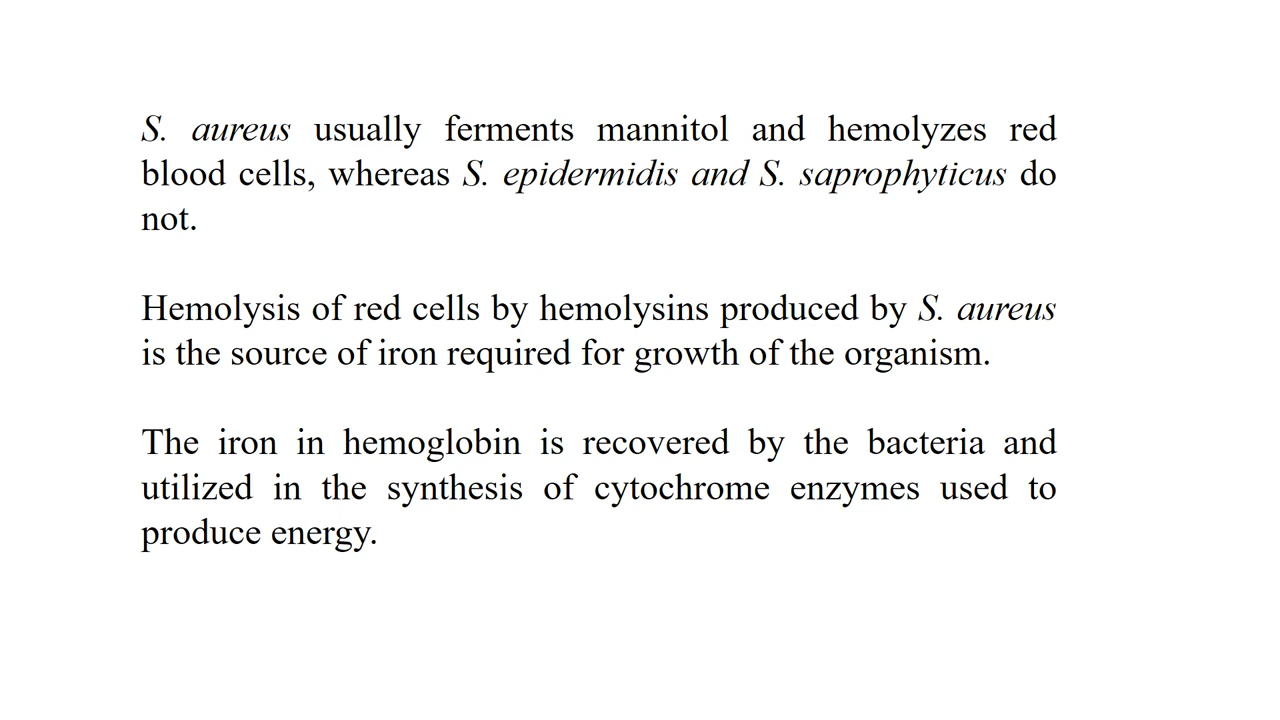 S. aureus usually ferments mannitol and hemolyzes red
blood cells, whereas S. epidermidis and S. saprophyticus do
not.
Hemolysis of red cells by hemolysins produced by S. aureus
is the source of iron required for growth of the organism.
The iron in hemoglobin is recovered by the bacteria and
utilized in the synthesis of cytochrome enzymes used to
produce energy.